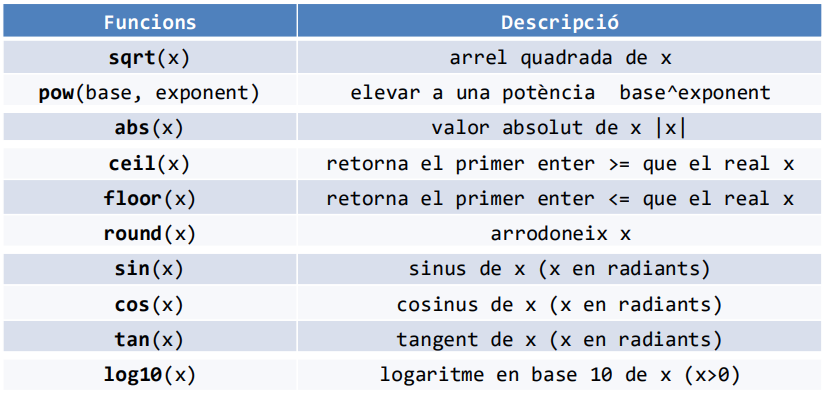 Funcions Descripció
sqrt(x) arrel quadrada de x
pow(base, exponent) elevar a una potència base^exponent
abs(x) valor absolut de x |x|
ceil(x) retorna el primer enter >= que el real x
floor(x) retorna el primer enter <= que el real x
round(x) arrodoneix x
sin(x) sinus de x (x en radiants)
cos(x) cosinus de x (x en radiants)
tan(x) tangent de x (x en radiants)
log10(x) logaritme en base 10 de x (x>0)